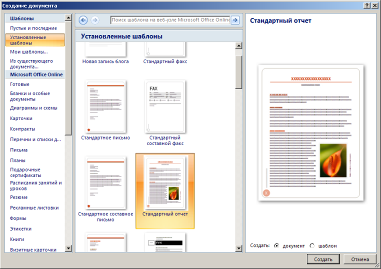 Создание документа
Шаблоны
Пустые и последние
Установленные шаблоны
Мои шаблоны...
Из существующего документа...
Microsoft Office Online
Готовые
Бланки и особые документы
Диаграммы и схемы
Карточки
Контракты
Перечни и списки д...
Письма
Планы
Подарочные сертификаты
Расписания занятий и уроков
Резюме
Рекламные листовки
Формы
Этикетки
Книги
Визитные карточки
Поиск шаблона на веб-узле Microsoft Office Online
Установленные шаблоны
Новая запись блога
Стандартный факс
Стандартное письмо
FAX
Стандартный составной факс
Стандартное составное письмо
Стандартный отчет
Стандартный отчет
Создать:
документ
шаблон
Создать
Отмена